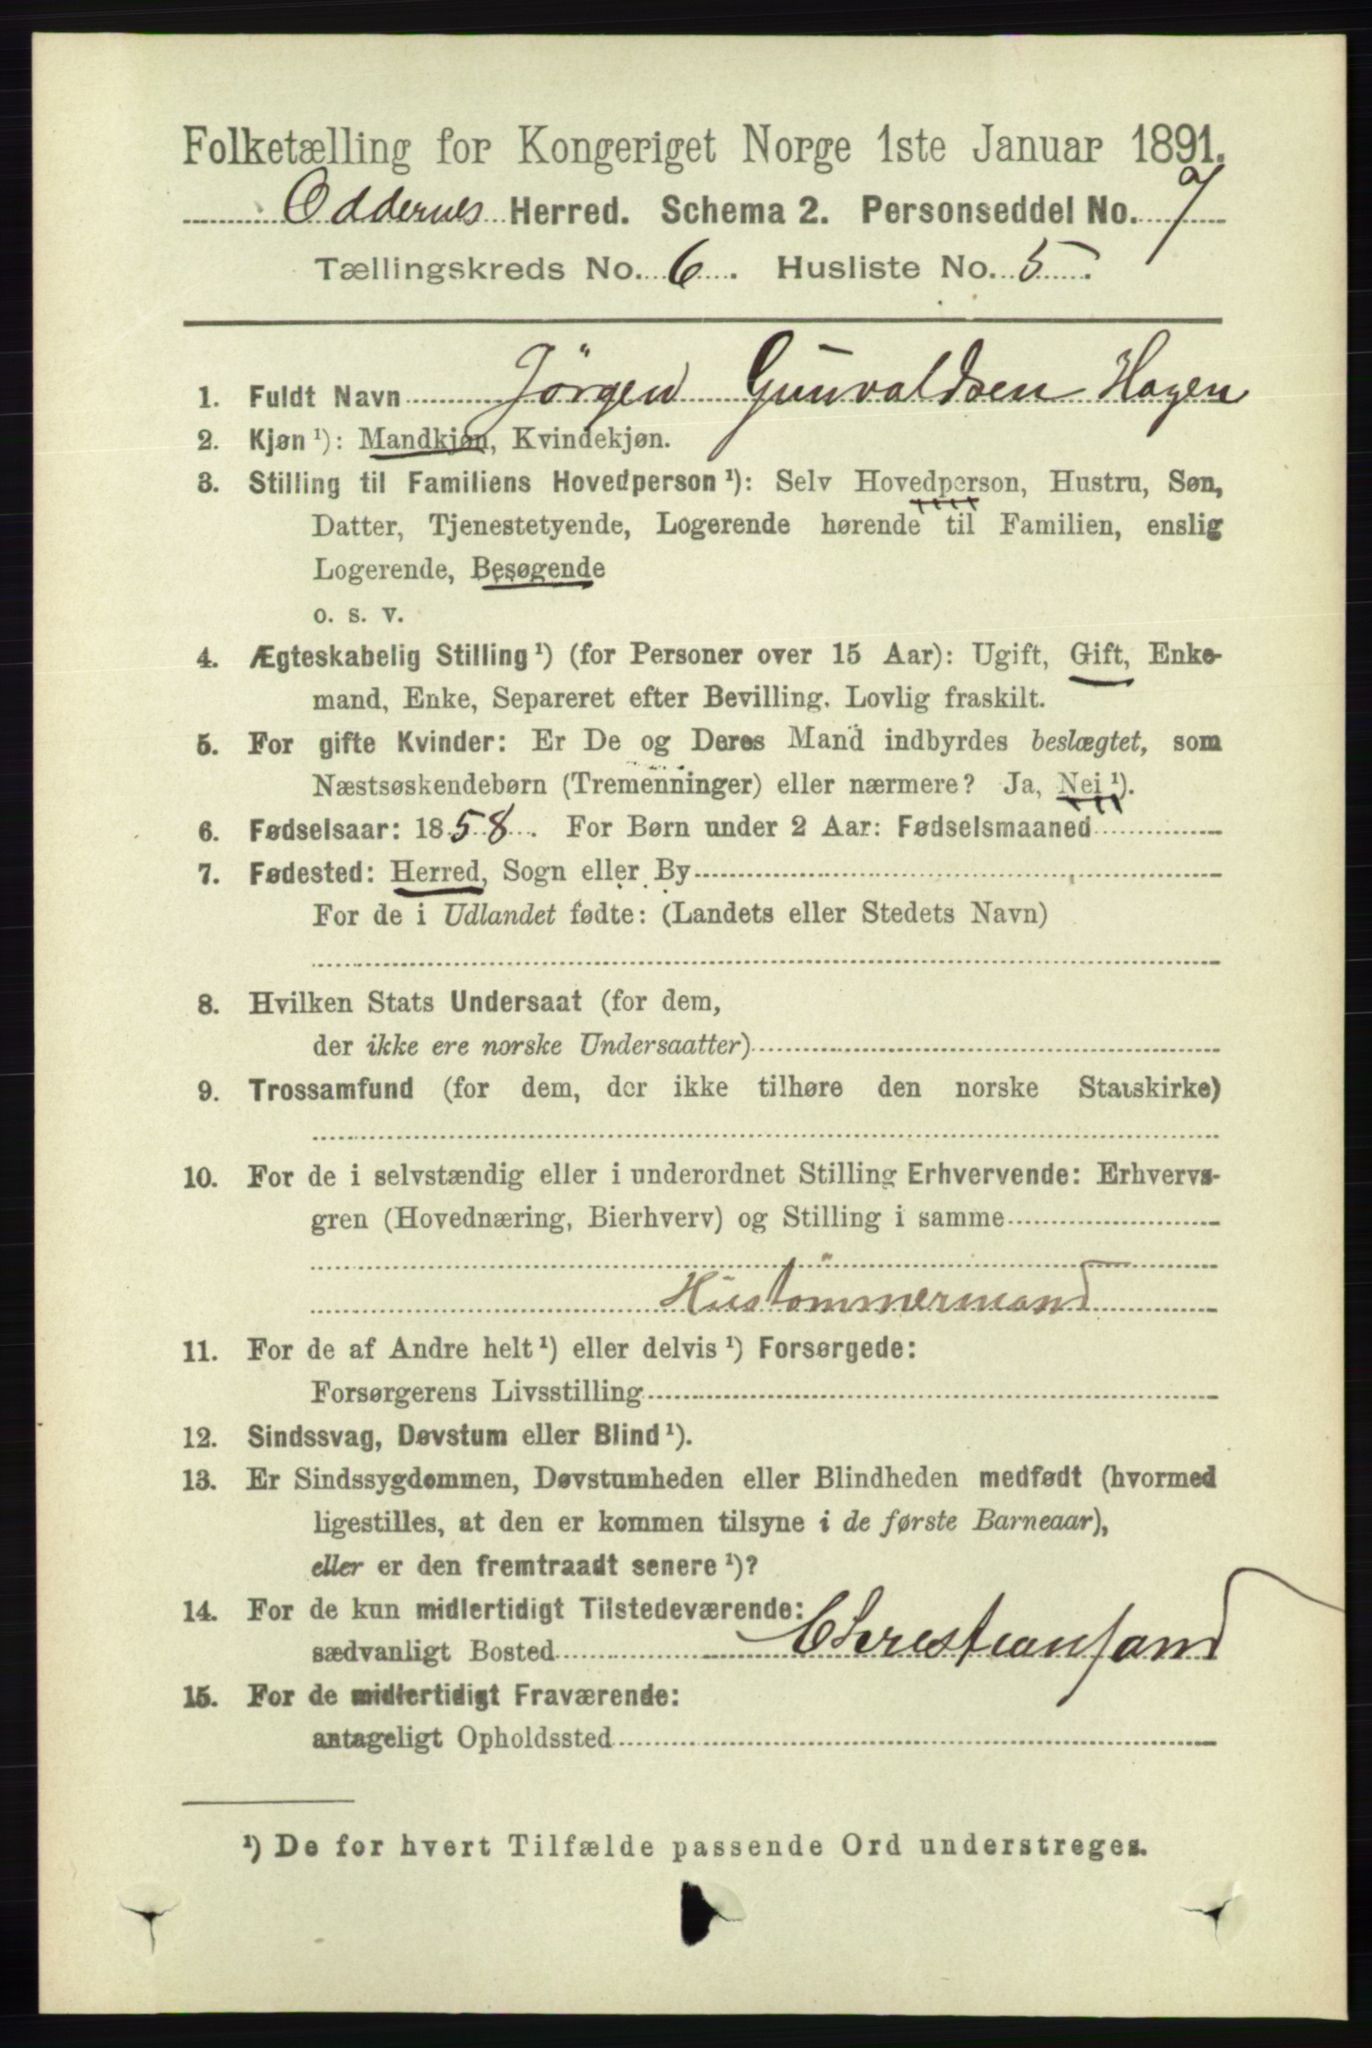 Folketælling for Kongeriget Norge 1ste Januar 1891.
Oddernes Herred. Schema 2. Personseddel No. 7
Tællingskreds No. 6. Husliste No. 5.
1. Fuldt Navn Jörgen Gunvaldsen Hagen
2. Kjøn ¹): Mandkjøn, Kvindekjøn.
3. Stilling til Familiens Hovedperson ¹): Selv Hovedperson, Hustru, Søn,
Datter, Tjenestetyende, Logerende hørende til Familien, enslig
Logerende, Besøgende
o. s. v.
4. Ægteskabelig Stilling ¹) (for Personer over 15 Aar): Ugift, Gift, Enke-
mand, Enke, Separeret efter Bevilling. Lovlig fraskilt.
5. For gifte Kvinder: Er De og Deres Mand indbyrdes beslægtet, som
Næstsøskendebørn (Tremenninger) eller nærmere? Ja, Nei ¹).
6. Fødselsaar: 1858. For Børn under 2 Aar: Fødselsmaaned
7. Fødested: Herred, Sogn eller By
For de i Udlandet fødte: (Landets eller Stedets Navn)
8. Hvilken Stats Undersaat (for dem,
der ikke ere norske Undersaatter)
9. Trossamfund (for dem, der ikke tilhøre den norske Statskirke)
10. For de i selvstændig eller i underordnet Stilling Erhvervende: Erhvervs-
gren (Hovednæring, Bierhverv) og Stilling i samme
Hustömmermand
11. For de af Andre helt ¹) eller delvis ¹) Forsørgede:
Forsørgerens Livsstilling
12. Sindssvag, Døvstum eller Blind ¹).
13. Er Sindssygdommen, Døvstumheden eller Blindheden medfødt (hvormed
ligestilles, at den er kommen tilsyne i de første Barneaar),
eller er den fremtraadt senere ¹)?
14. For de kun midlertidigt Tilstedeværende:
sædvanligt Bosted Christiansand
15. For de midlertidigt Fraværende:
antageligt Opholdssted
¹) De for hvert Tilfælde passende Ord understreges.